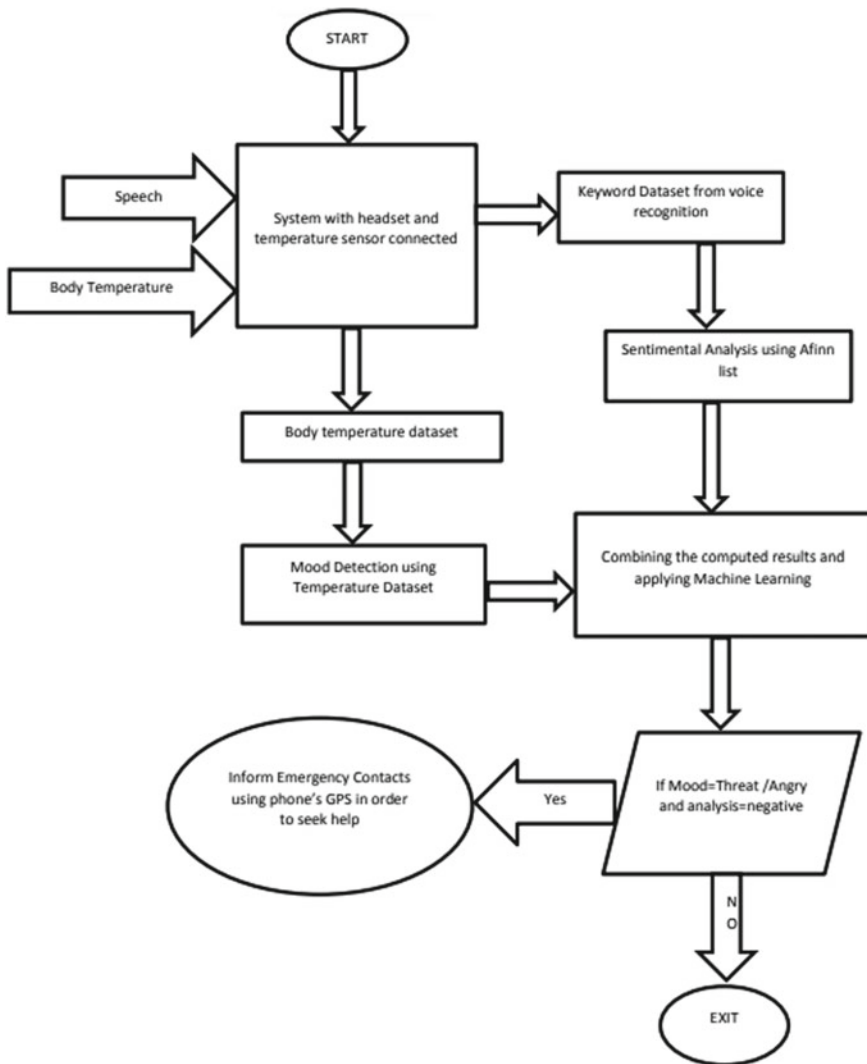 START
Speech
Body Temperature
System with headset and
temperature sensor connected
Keyword Dataset from voice
recognition
Sentimental Analysis using Afinn
list
Body temperature dataset
Mood Detection using
Temperature Dataset
Combining the computed results and
applying Machine Learning
If Mood=Threat /Angry
and analysis=negative
Yes
Inform Emergency Contacts
using phone's GPS in order
to seek help
N
O
EXIT